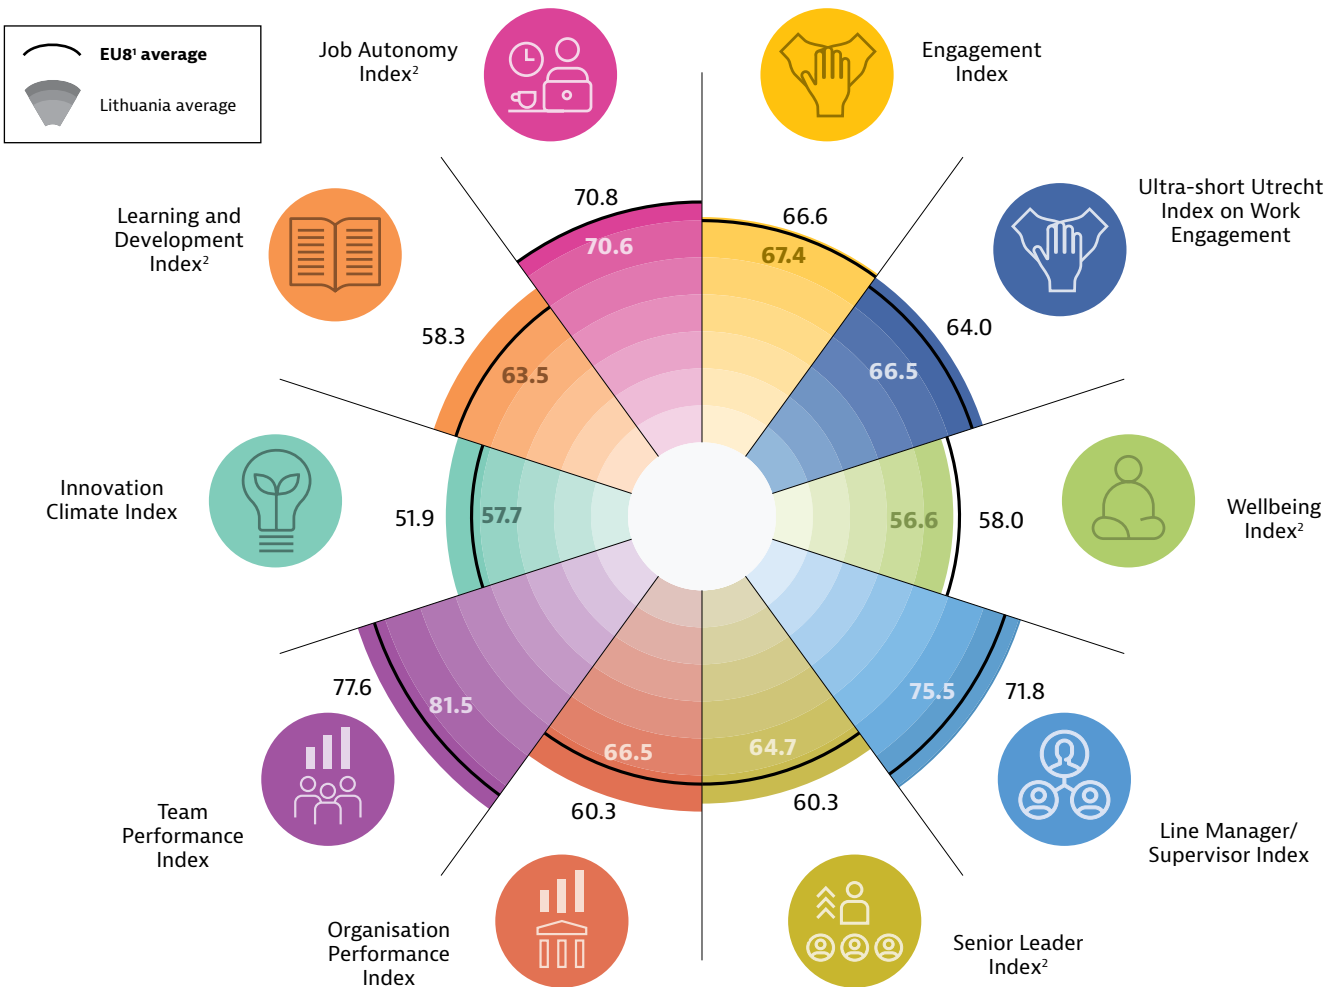 EU8¹ average
Lithuania average
Job Autonomy
Index²
Engagement
Index
Ultra-short Utrecht
Index on Work
Engagement
Learning and
Development
Index²
70.8
70.6
66.6
67.4
64.0
66.5
58.3
63.5
Innovation
Climate Index
51.9
57.7
56.6
58.0
Wellbeing
Index²
77.6
81.5
75.5
71.8
66.5
64.7
60.3
60.3
Team
Performance
Index
Line Manager/
Supervisor Index
Organisation
Performance
Index
Senior Leader
Index²